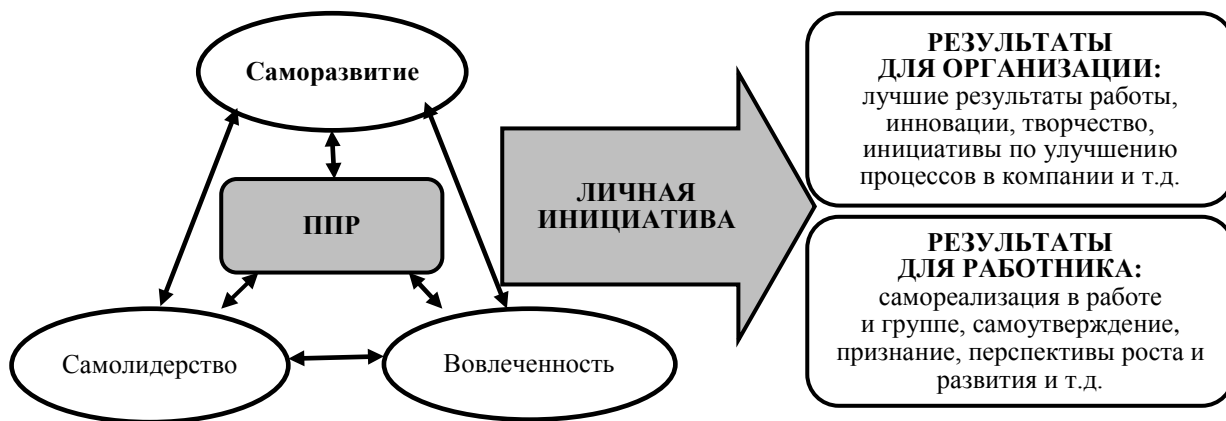 Саморазвитие
ППР
Самолидерство
Вовлеченность
ЛИЧНАЯ
ИНИЦИАТИВА
РЕЗУЛЬТАТЫ
ДЛЯ ОРГАНИЗАЦИИ:
лучшие результаты работы,
инновации, творчество,
инициативы по улучшению
процессов в компании и т.д.
РЕЗУЛЬТАТЫ
ДЛЯ РАБОТНИКА:
самореализация в работе
и группе, самоутверждение,
признание, перспективы роста и
развития и т.д.